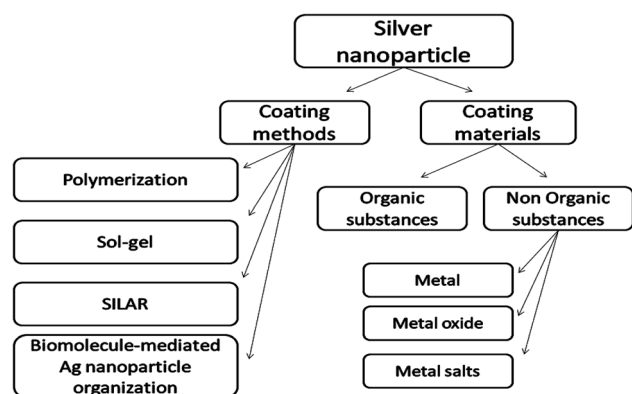 Silver
nanoparticle
Coating
methods
Coating
materials
Polymerization
Sol-gel
SILAR
Biomolecule-mediated
Ag nanoparticle
organization
Organic
substances
Non Organic
substances
Metal
Metal oxide
Metal salts